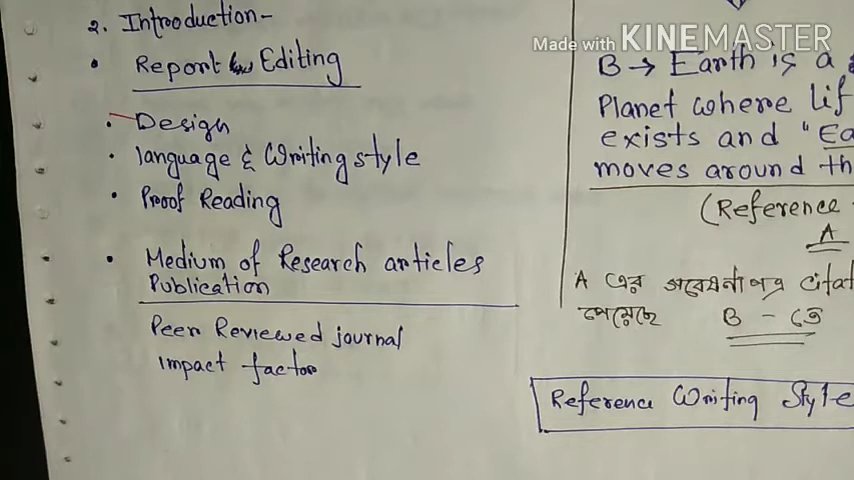 2. Introduction-
• Report Editing
• Design
• language & Writing style
• Proof Reading
• Medium of Research articles
Publication
Peer Reviewed journal
Impact factor
Made with KINEMASTER
B → Earth is a
Planet where lif
exists and "Ea
moves around th
(Reference
A
A এর গবেষনা পত্র citat
পেয়েছে B - তে
Reference Writing Style